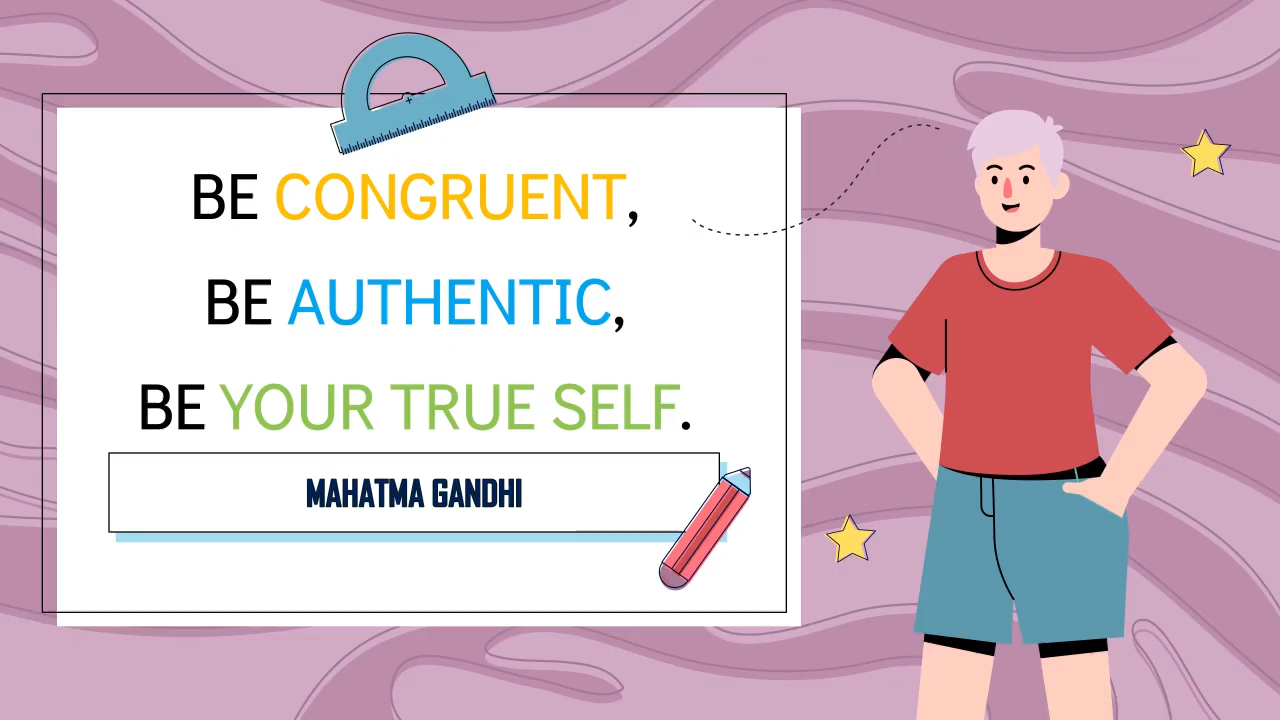 BE CONGRUENT,
BE AUTHENTIC,
BE YOUR TRUE SELF.
MAHATMA GANDHI